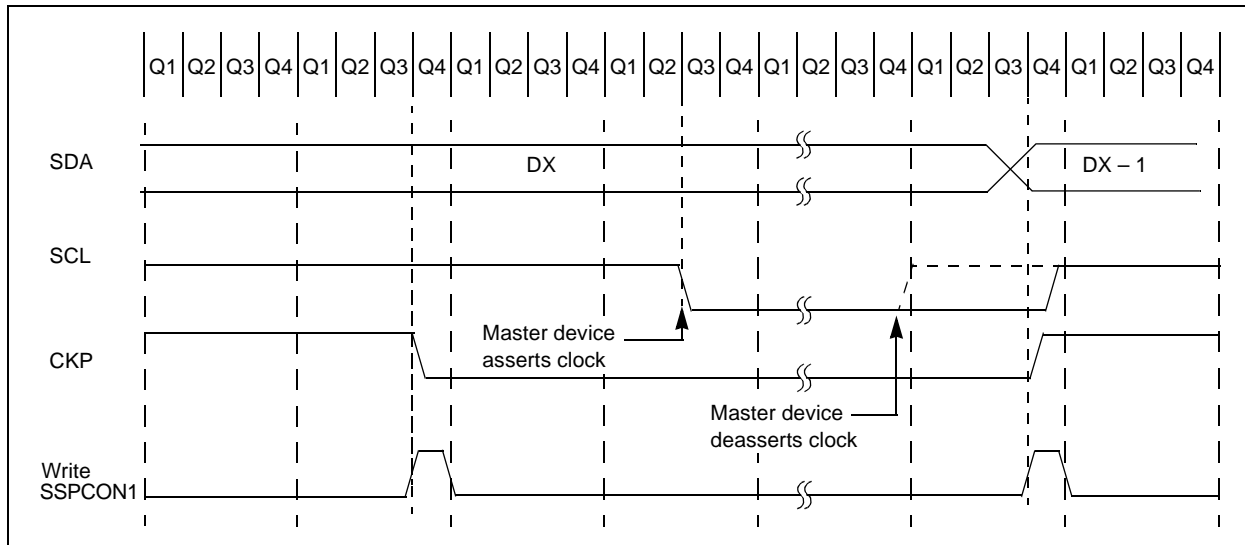 Q1 Q2 Q3 Q4 Q1 Q2 Q3 Q4 Q1 Q2 Q3 Q4 Q1 Q2 Q3 Q4 Q1 Q2 Q3 Q4 Q1 Q2 Q3 Q4 Q1 Q2 Q3 Q4
SDA
DX
DX – 1
SCL
Master device
asserts clock
CKP
Master device
deasserts clock
Write
SSPCON1